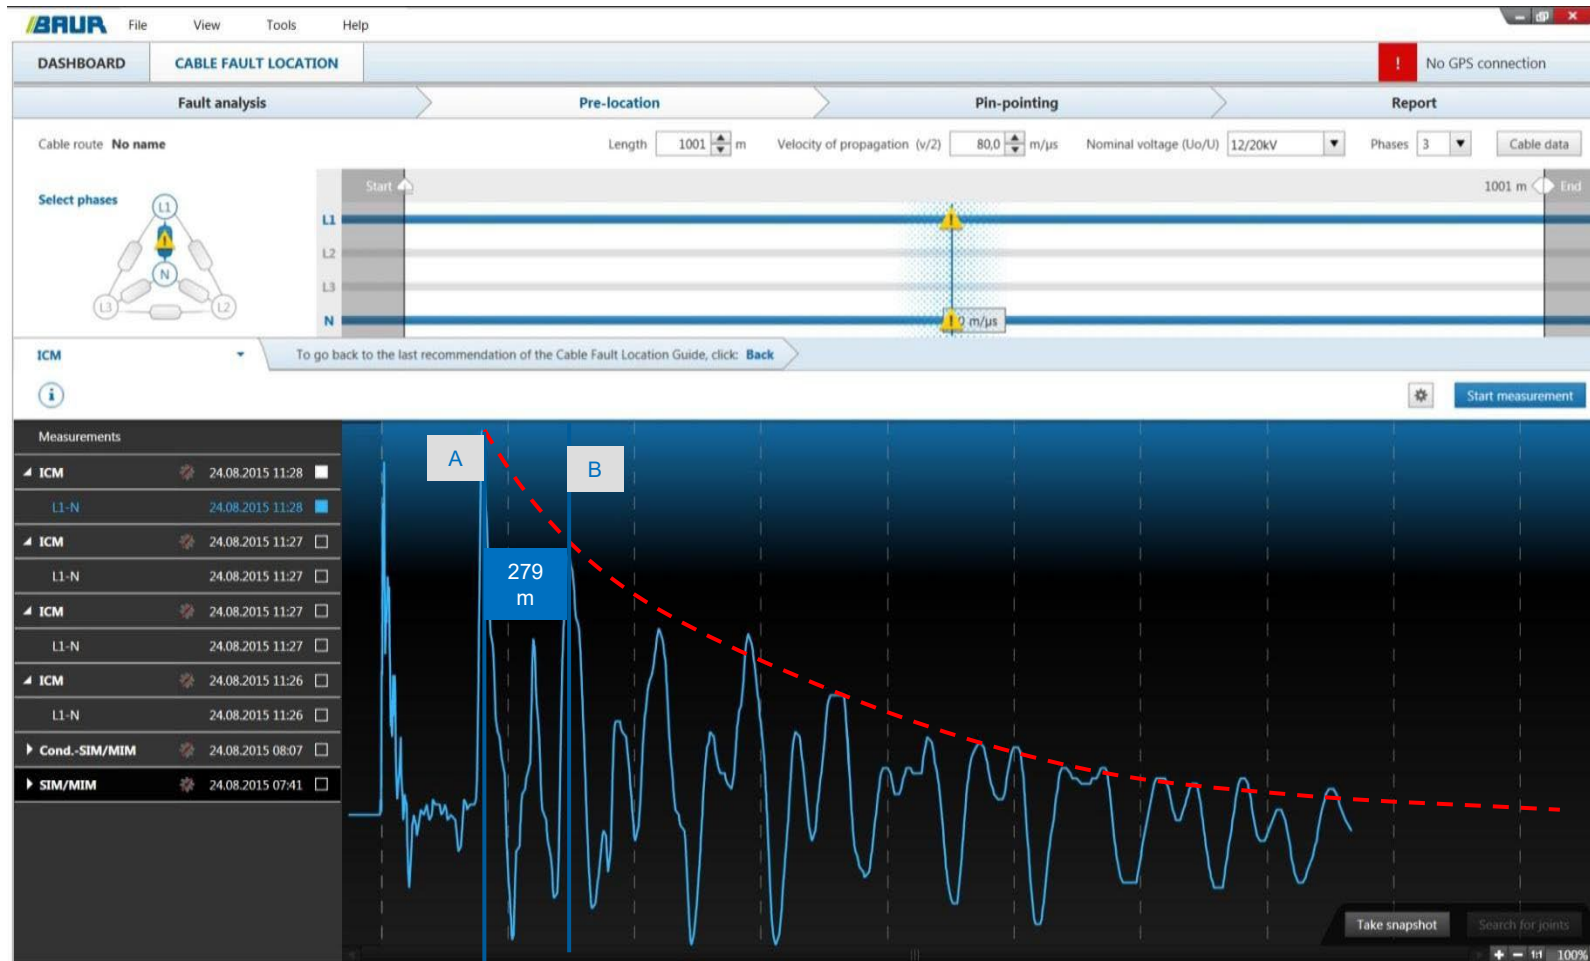 BAUR File View Tools Help
DASHBOARD CABLE FAULT LOCATION ! No GPS connection
Fault analysis Pre-location Pin-pointing Report
Cable route No name Length 1001 m Velocity of propagation (v/2) 80,0 m/µs Nominal voltage (Uo/U) 12/20kV Phases 3 Cable data
Select phases
L1
N
L3 L2
Start 1001 m End
L1
L2
L3
N m/µs
ICM To go back to the last recommendation of the Cable Fault Location Guide, click: Back
i Start measurement
Measurements
ICM 24.08.2015 11:28
L1-N 24.08.2015 11:28
ICM 24.08.2015 11:27
L1-N 24.08.2015 11:27
ICM 24.08.2015 11:27
L1-N 24.08.2015 11:27
ICM 24.08.2015 11:26
L1-N 24.08.2015 11:26
Cond.-SIM/MIM 24.08.2015 08:07
SIM/MIM 24.08.2015 07:41
A
B
279
m
Take snapshot Search for joints
+ − 1:1 100%